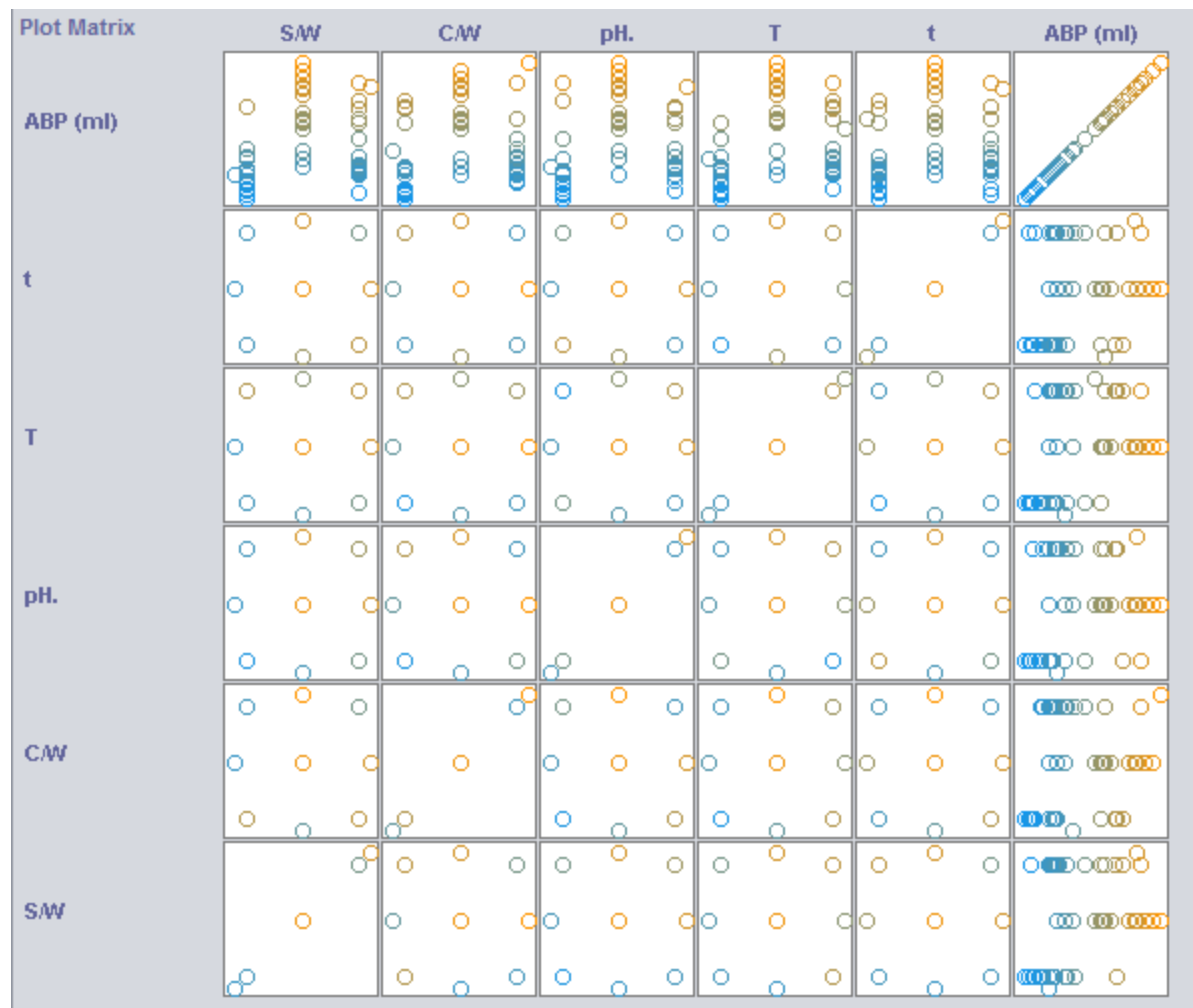 Plot Matrix
S/W C/W pH. T t ABP (ml)
ABP (ml)
t
T
pH.
C/W
S/W